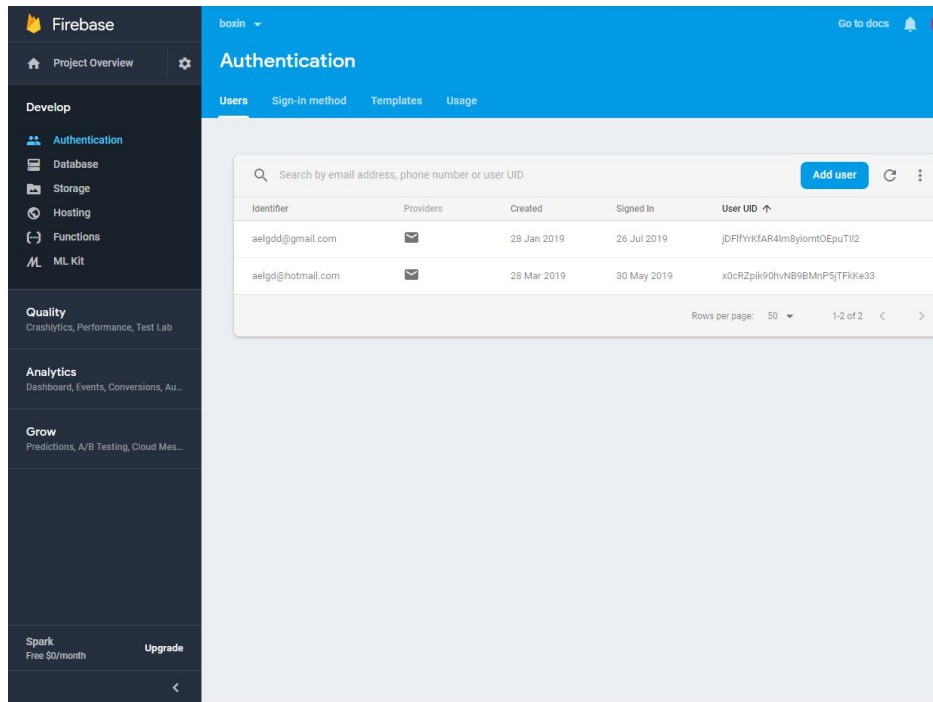 Firebase
Project Overview
Develop
Authentication
Database
Storage
Hosting
Functions
ML Kit
Quality
Crashlytics, Performance, Test Lab
Analytics
Dashboard, Events, Conversions, Au...
Grow
Predictions, A/B Testing, Cloud Mes...
Spark
Free $0/month
Upgrade
boxin
Go to docs
Authentication
Users Sign-in method Templates Usage
Search by email address, phone number or user UID Add user
Identifier Providers Created Signed In User UID
aelgdd@gmail.com 28 Jan 2019 26 Jul 2019
aelgd@hotmail.com 28 Mar 2019 30 May 2019 x0cRZpik90hvNB9BMnP5jTFkKe33
Rows per page: 50 1-2 of 2